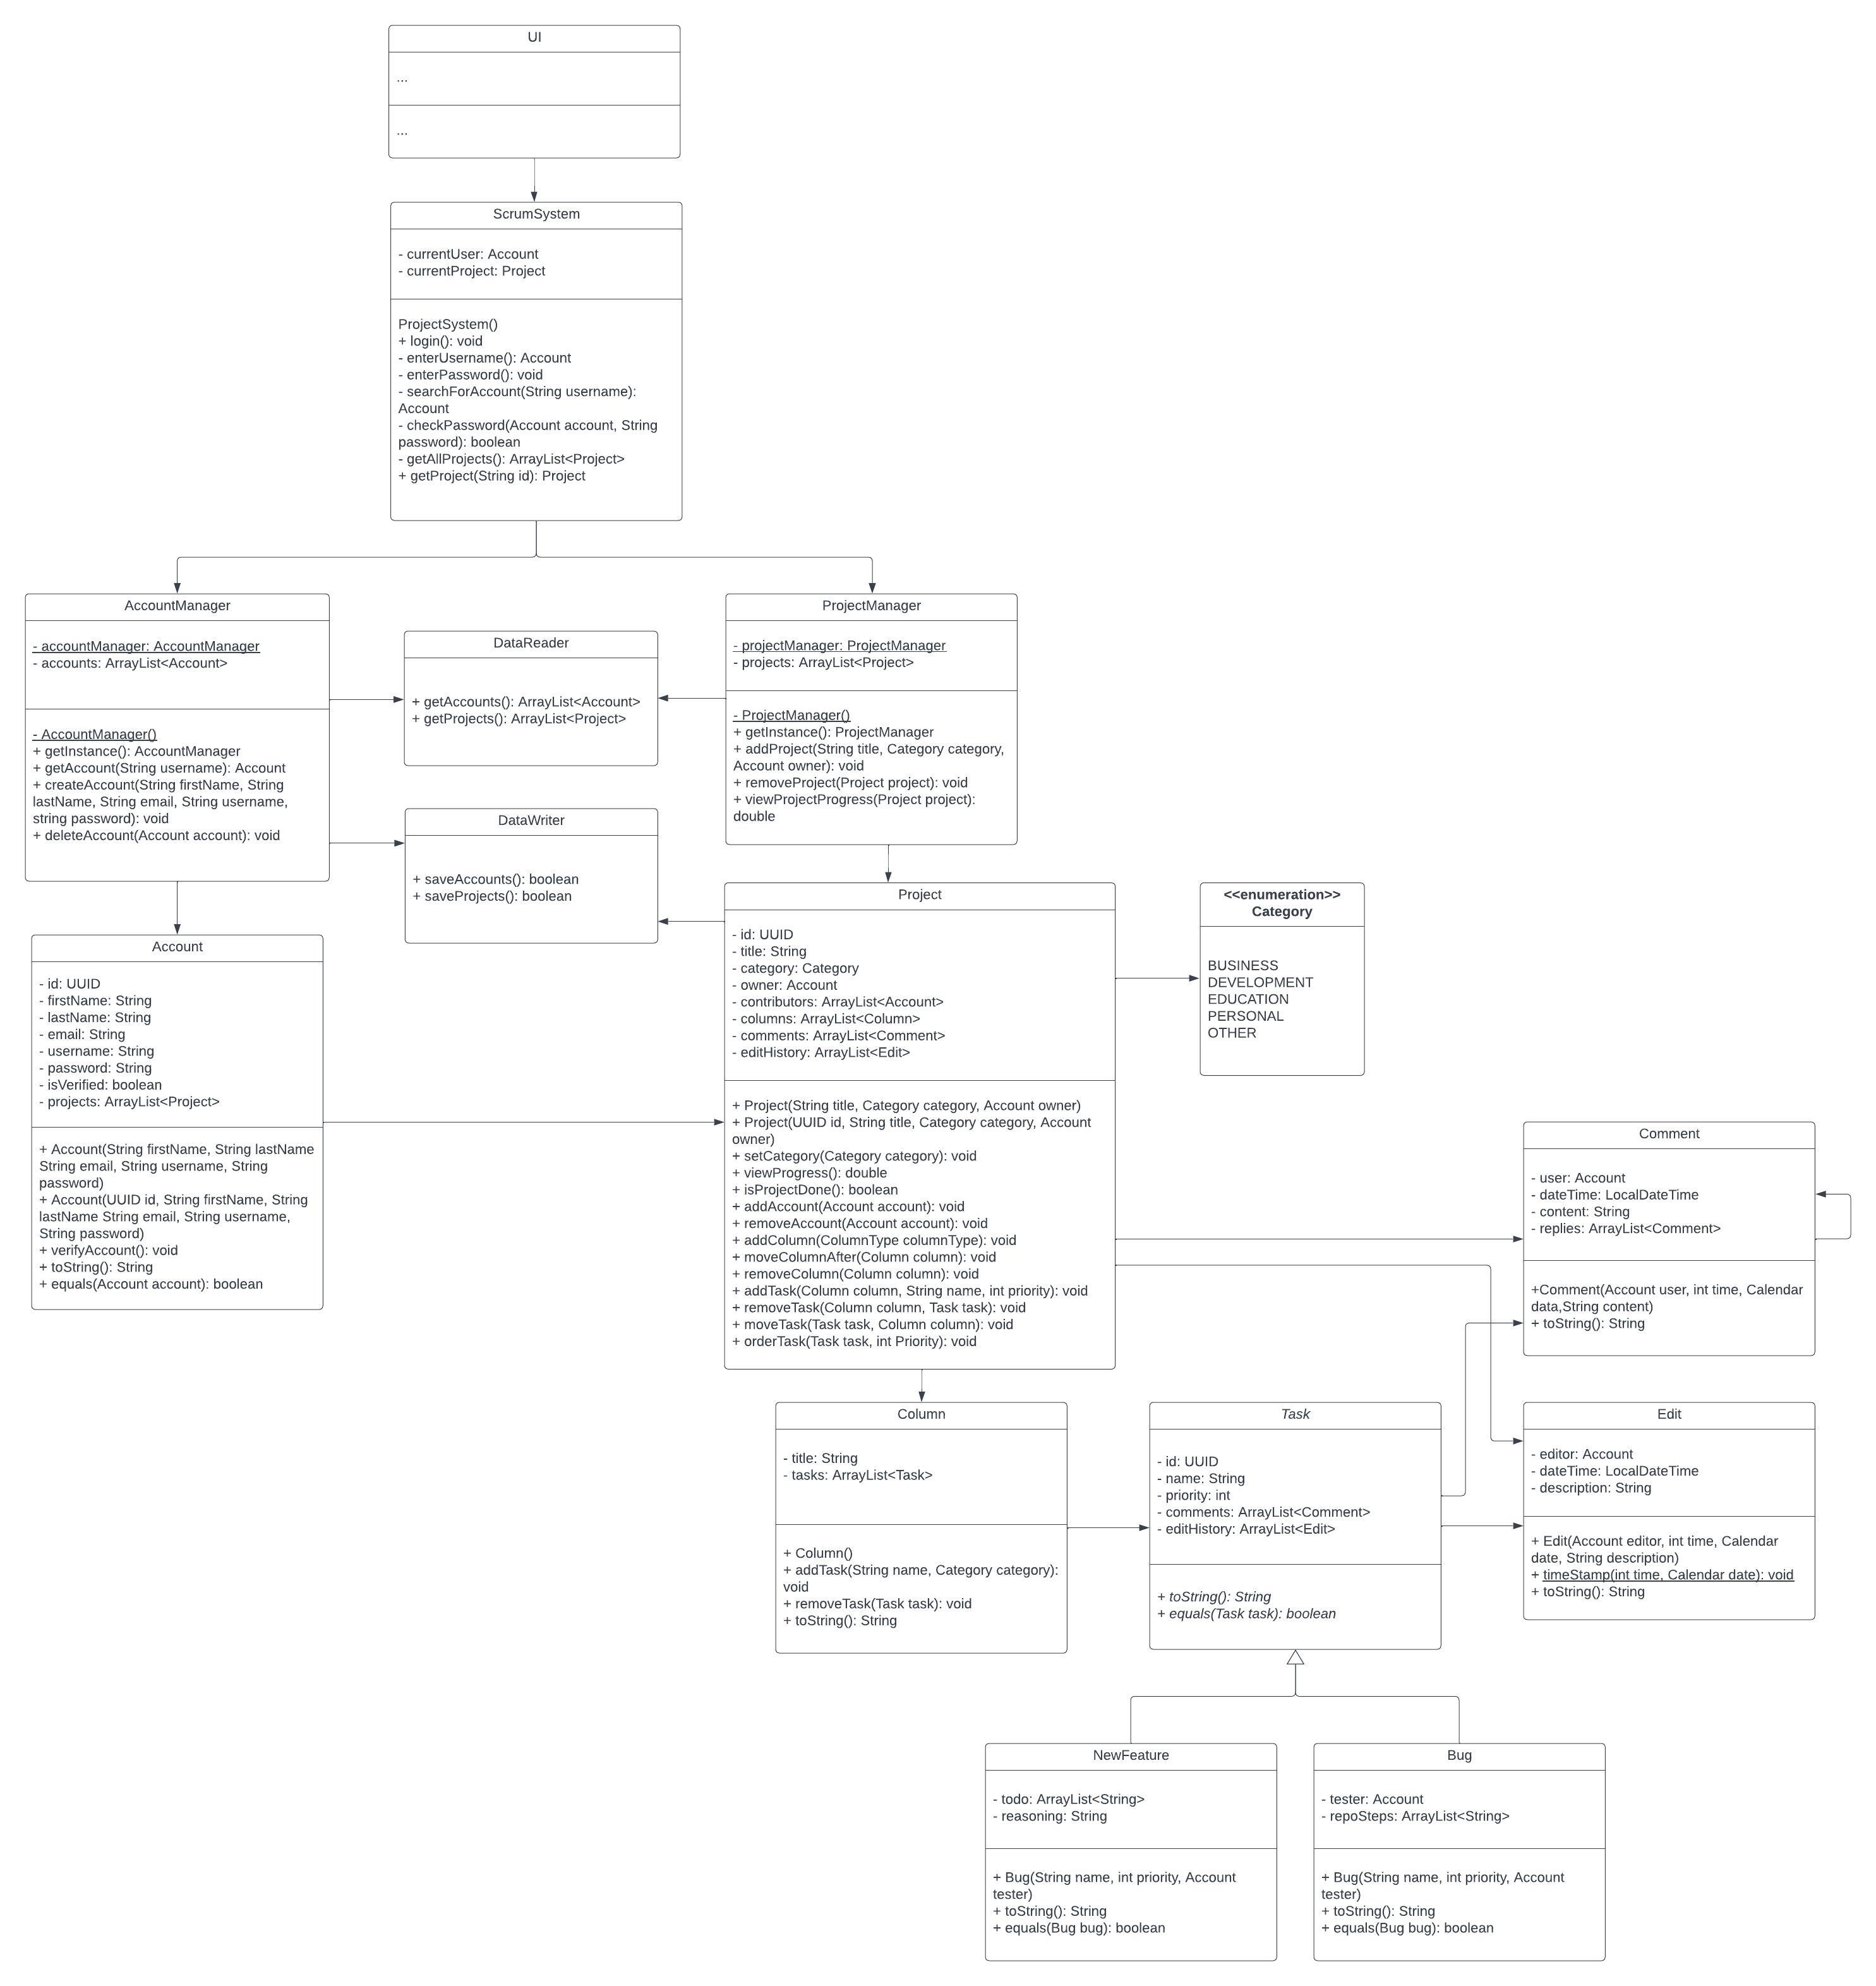 UI
...
...
ScrumSystem
- currentUser: Account
- currentProject: Project
ProjectSystem()
+ login(): void
- enterUsername(): Account
- enterPassword(): void
- searchForAccount(String username):
Account
- checkPassword(Account account, String
password): boolean
- getAllProjects(): ArrayList<Project>
+ getProject(String id): Project
AccountManager
- accountManager: AccountManager
- accounts: ArrayList<Account>
- AccountManager()
+ getInstance(): AccountManager
+ getAccount(String username): Account
+ createAccount(String firstName, String
lastName, String email, String username,
string password): void
+ deleteAccount(Account account): void
DataReader
+ getAccounts(): ArrayList<Account>
+ getProjects(): ArrayList<Project>
ProjectManager
- projectManager: ProjectManager
- projects: ArrayList<Project>
- ProjectManager()
+ getInstance(): ProjectManager
+ addProject(String title, Category category,
Account owner): void
+ removeProject(Project project): void
+ viewProjectProgress(Project project):
double
DataWriter
+ saveAccounts(): boolean
+ saveProjects(): boolean
Account
- id: UUID
- firstName: String
- lastName: String
- email: String
- username: String
- password: String
- isVerified: boolean
- projects: ArrayList<Project>
+ Account(String firstName, String lastName
String email, String username, String
password)
+ Account(UUID id, String firstName, String
lastName String email, String username,
String password)
+ verifyAccount(): void
+ toString(): String
+ equals(Account account): boolean
Project
- id: UUID
- title: String
- category: Category
- owner: Account
- contributors: ArrayList<Account>
- columns: ArrayList<Column>
- comments: ArrayList<Comment>
- editHistory: ArrayList<Edit>
+ Project(String title, Category category, Account owner)
+ Project(UUID id, String title, Category category, Account
owner)
+ setCategory(Category category): void
+ viewProgress(): double
+ isProjectDone(): boolean
+ addAccount(Account account): void
+ removeAccount(Account account): void
+ addColumn(ColumnType columnType): void
+ moveColumnAfter(Column column): void
+ removeColumn(Column column): void
+ addTask(Column column, String name, int priority): void
+ removeTask(Column column, Task task): void
+ moveTask(Task task, Column column): void
+ orderTask(Task task, int Priority): void
<<enumeration>>
Category
BUSINESS
DEVELOPMENT
EDUCATION
PERSONAL
OTHER
Comment
- user: Account
- dateTime: LocalDateTime
- content: String
- replies: ArrayList<Comment>
+Comment(Account user, int time, Calendar
data,String content)
+ toString(): String
Column
- title: String
- tasks: ArrayList<Task>
+ Column()
+ addTask(String name, Category category):
void
+ removeTask(Task task): void
+ toString(): String
Task
- id: UUID
- name: String
- priority: int
- comments: ArrayList<Comment>
- editHistory: ArrayList<Edit>
+ toString(): String
+ equals(Task task): boolean
Edit
- editor: Account
- dateTime: LocalDateTime
- description: String
+ Edit(Account editor, int time, Calendar
date, String description)
+ timeStamp(int time, Calendar date): void
+ toString(): String
NewFeature
- todo: ArrayList<String>
- reasoning: String
+ Bug(String name, int priority, Account
tester)
+ toString(): String
+ equals(Bug bug): boolean
Bug
- tester: Account
- repoSteps: ArrayList<String>
+ Bug(String name, int priority, Account
tester)
+ toString(): String
+ equals(Bug bug): boolean